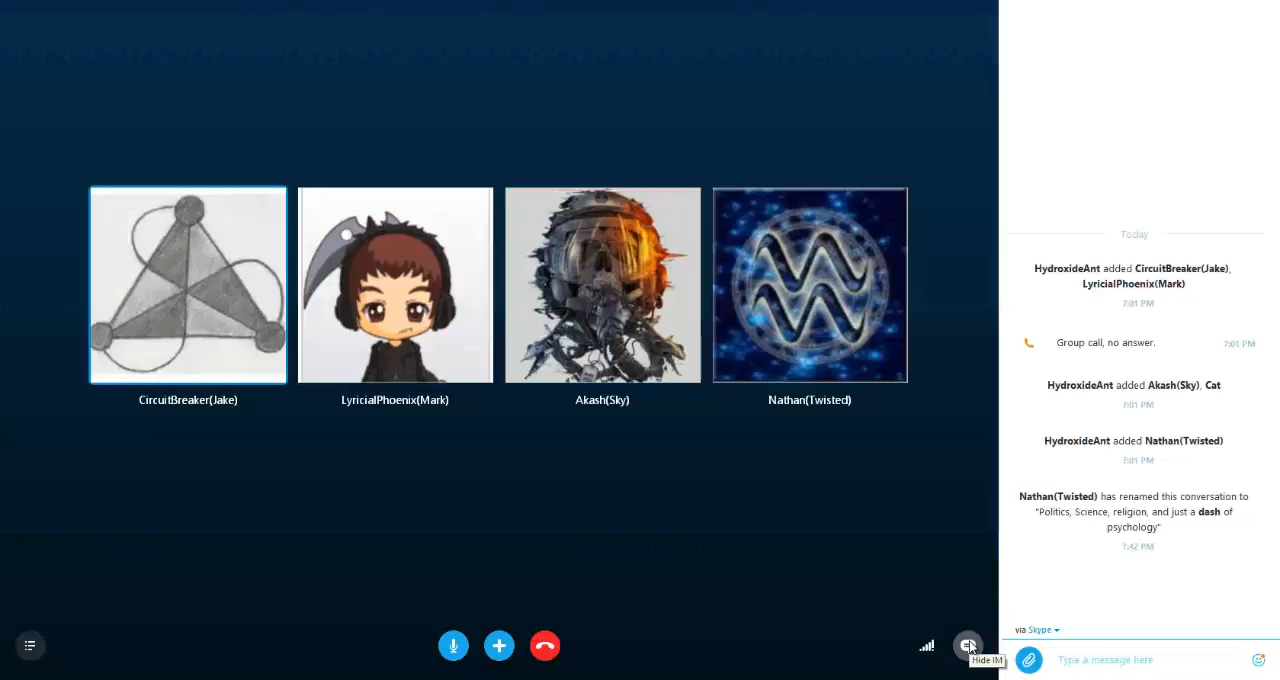 CircuitBreaker(Jake)
LyricialPhoenix(Mark)
Akash(Sky)
Nathan(Twisted)
Today
HydroxideAnt added CircuitBreaker(Jake),
LyricialPhoenix(Mark)
7:01 PM
Group call, no answer.
7:01 PM
HydroxideAnt added Akash(Sky), Cat
7:01 PM
HydroxideAnt added Nathan(Twisted)
7:01 PM
Nathan(Twisted) has renamed this conversation to
"Politics, Science, religion, and just a dash of
psychology"
7:42 PM
via Skype
Hide IM
Type a message here